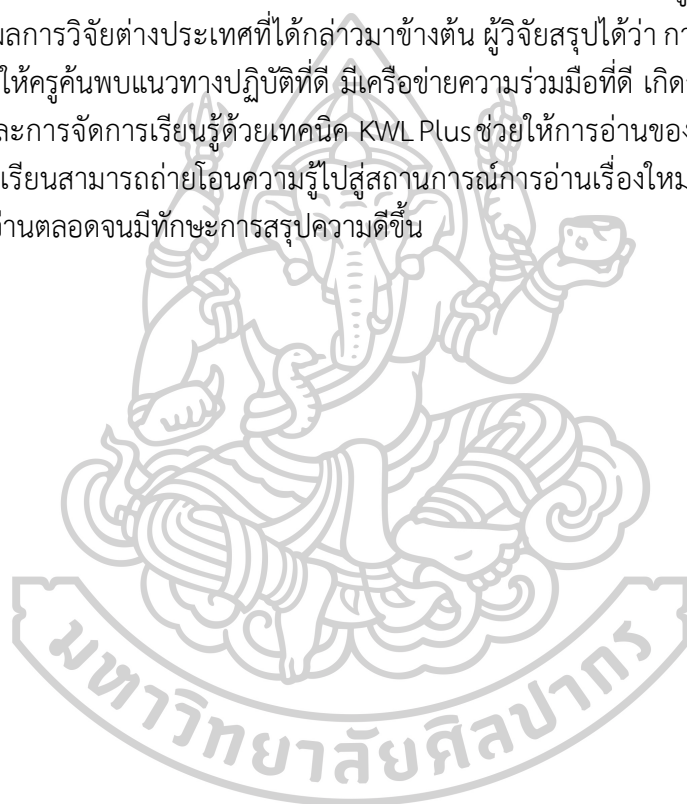 ผลการวิจัยต่างประเทศที่ได้กล่าวมาข้างต้น ผู้วิจัยสรุปได้ว่า
ให้ครูค้นพบแนวทางปฏิบัติที่ดี มีเครือข่ายความร่วมมือที่ดี เกิด
และการจัดการเรียนรู้ด้วยเทคนิค KWL Plus ช่วยให้การอ่านของ
เรียนสามารถถ่ายโอนความรู้ไปสู่สถานการณ์การอ่านเรื่องใหม
่านตลอดจนมีทักษะการสรุปความดีขึ้น
มหาวิทยาลัยศิลปากร